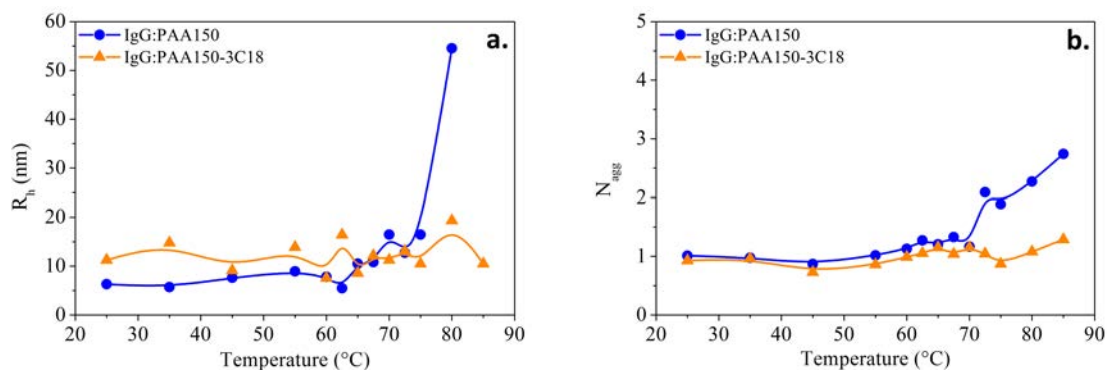 a.
IgG:PAA150
IgG:PAA150-3C18
60
50
40
30
20
10
0
R_h (nm)
20 30 40 50 60 70 80 90
Temperature (°C)
b.
IgG:PAA150
IgG:PAA150-3C18
5
4
3
2
1
0
N_agg
20 30 40 50 60 70 80 90
Temperature (°C)